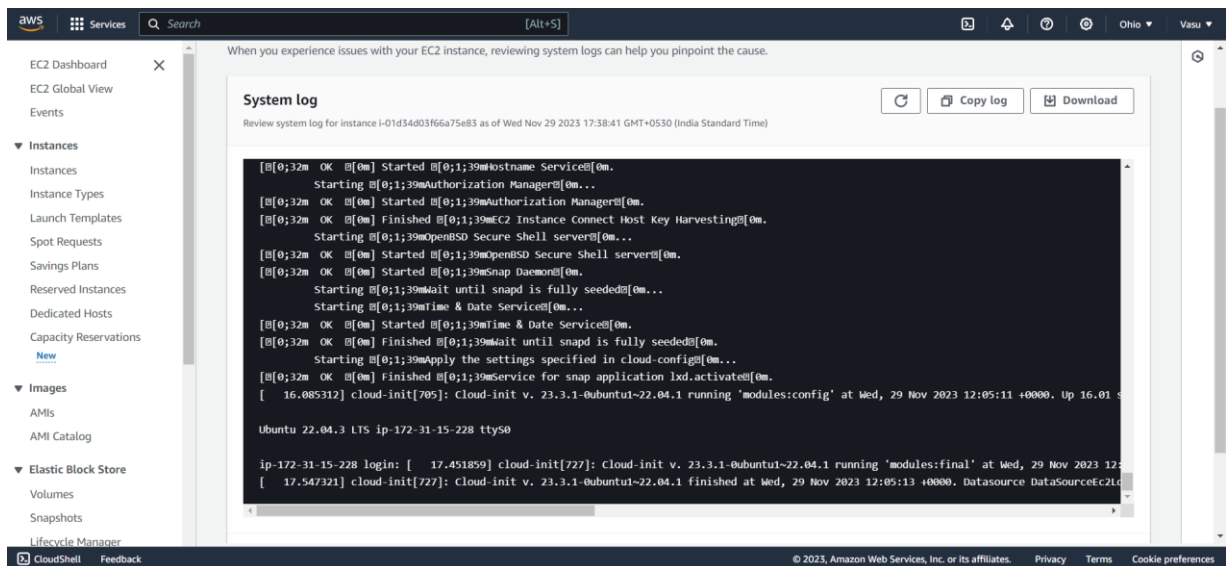 aws Services Search [Alt+S] Ohio ▼ Vasu ▼
EC2 Dashboard
EC2 Global View
Events
▼ Instances
Instances
Instance Types
Launch Templates
Spot Requests
Savings Plans
Reserved Instances
Dedicated Hosts
Capacity Reservations
New
▼ Images
AMIs
AMI Catalog
▼ Elastic Block Store
Volumes
Snapshots
Lifecycle Manager
When you experience issues with your EC2 instance, reviewing system logs can help you pinpoint the cause.
System log
Copy log
Download
Review system log for instance i-01d34d03f66a75e83 as of Wed Nov 29 2023 17:38:41 GMT+0530 (India Standard Time)
[�[0;32m  OK  �[0m] Started �[0;1;39mHostname Service�[0m.
Starting �[0;1;39mAuthorization Manager�[0m...
[�[0;32m  OK  �[0m] Started �[0;1;39mAuthorization Manager�[0m.
[�[0;32m  OK  �[0m] Finished �[0;1;39mEC2 Instance Connect Host Key Harvesting�[0m.
Starting �[0;1;39mOpenBSD Secure Shell server�[0m...
[�[0;32m  OK  �[0m] Started �[0;1;39mOpenBSD Secure Shell server�[0m.
[�[0;32m  OK  �[0m] Started �[0;1;39mSnap Daemon�[0m.
Starting �[0;1;39mWait until snapd is fully seeded�[0m...
Starting �[0;1;39mTime & Date Service�[0m...
[�[0;32m  OK  �[0m] Started �[0;1;39mTime & Date Service�[0m.
[�[0;32m  OK  �[0m] Finished �[0;1;39mWait until snapd is fully seeded�[0m.
Starting �[0;1;39mApply the settings specified in cloud-config�[0m...
[�[0;32m  OK  �[0m] Finished �[0;1;39mService for snap application lxd.activate�[0m.
[   16.085312] cloud-init[705]: Cloud-init v. 23.3.1-0ubuntu1~22.04.1 running 'modules:config' at Wed, 29 Nov 2023 12:05:11 +0000. Up 16.01 s
Ubuntu 22.04.3 LTS ip-172-31-15-228 ttyS0
ip-172-31-15-228 login: [   17.451859] cloud-init[727]: Cloud-init v. 23.3.1-0ubuntu1~22.04.1 running 'modules:final' at Wed, 29 Nov 2023 12:
[   17.547321] cloud-init[727]: Cloud-init v. 23.3.1-0ubuntu1~22.04.1 finished at Wed, 29 Nov 2023 12:05:13 +0000. Datasource DataSourceEc2Lo
CloudShell Feedback © 2023, Amazon Web Services, Inc. or its affiliates. Privacy Terms Cookie preferences